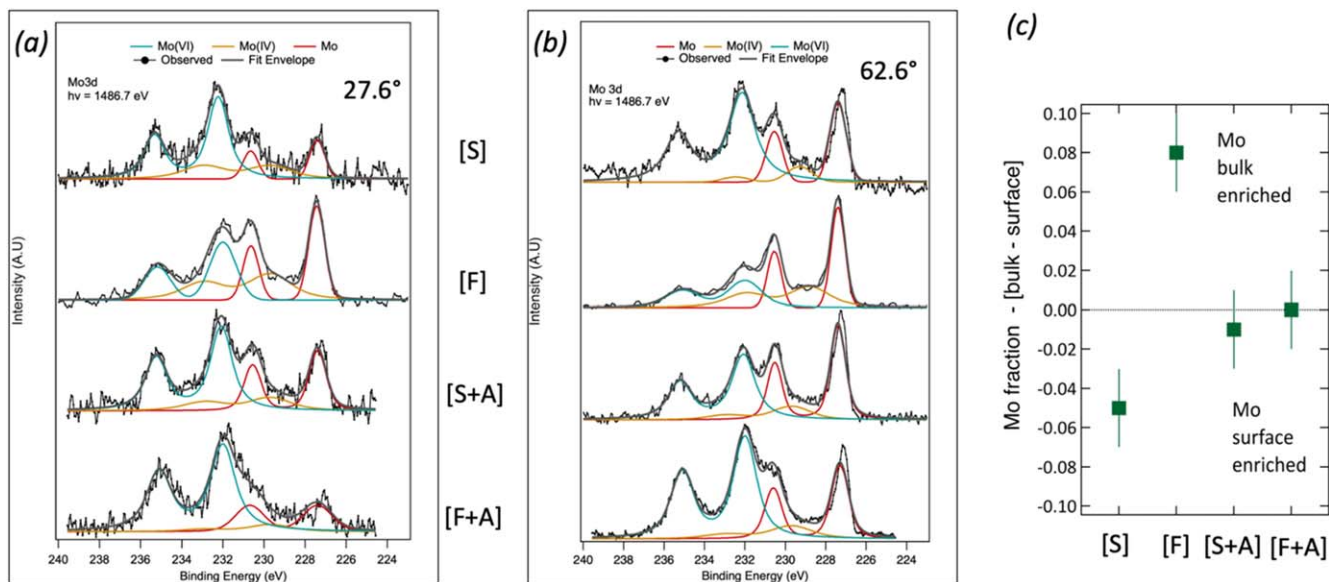 (a)
Mo(VI) Mo(IV) Mo
Observed Fit Envelope
Mo3d
hv = 1486.7 eV
27.6°
Intensity (A.U)
240 238 236 234 232 230 228 226 224
Binding Energy (eV)
[S]
[F]
[S+A]
[F+A]
(b)
Mo Mo(IV) Mo(VI)
Observed Fit Envelope
Mo 3d
hv = 1486.7 eV
62.6°
Intensity (A.U)
240 238 236 234 232 230 228 226 224
Binding Energy (eV)
(c)
Mo fraction - [bulk - surface]
0.10
0.08
0.06
0.04
0.02
0.00
-0.02
-0.04
-0.06
-0.08
-0.10
Mo
bulk
enriched
Mo
surface
enriched
[S] [F] [S+A] [F+A]